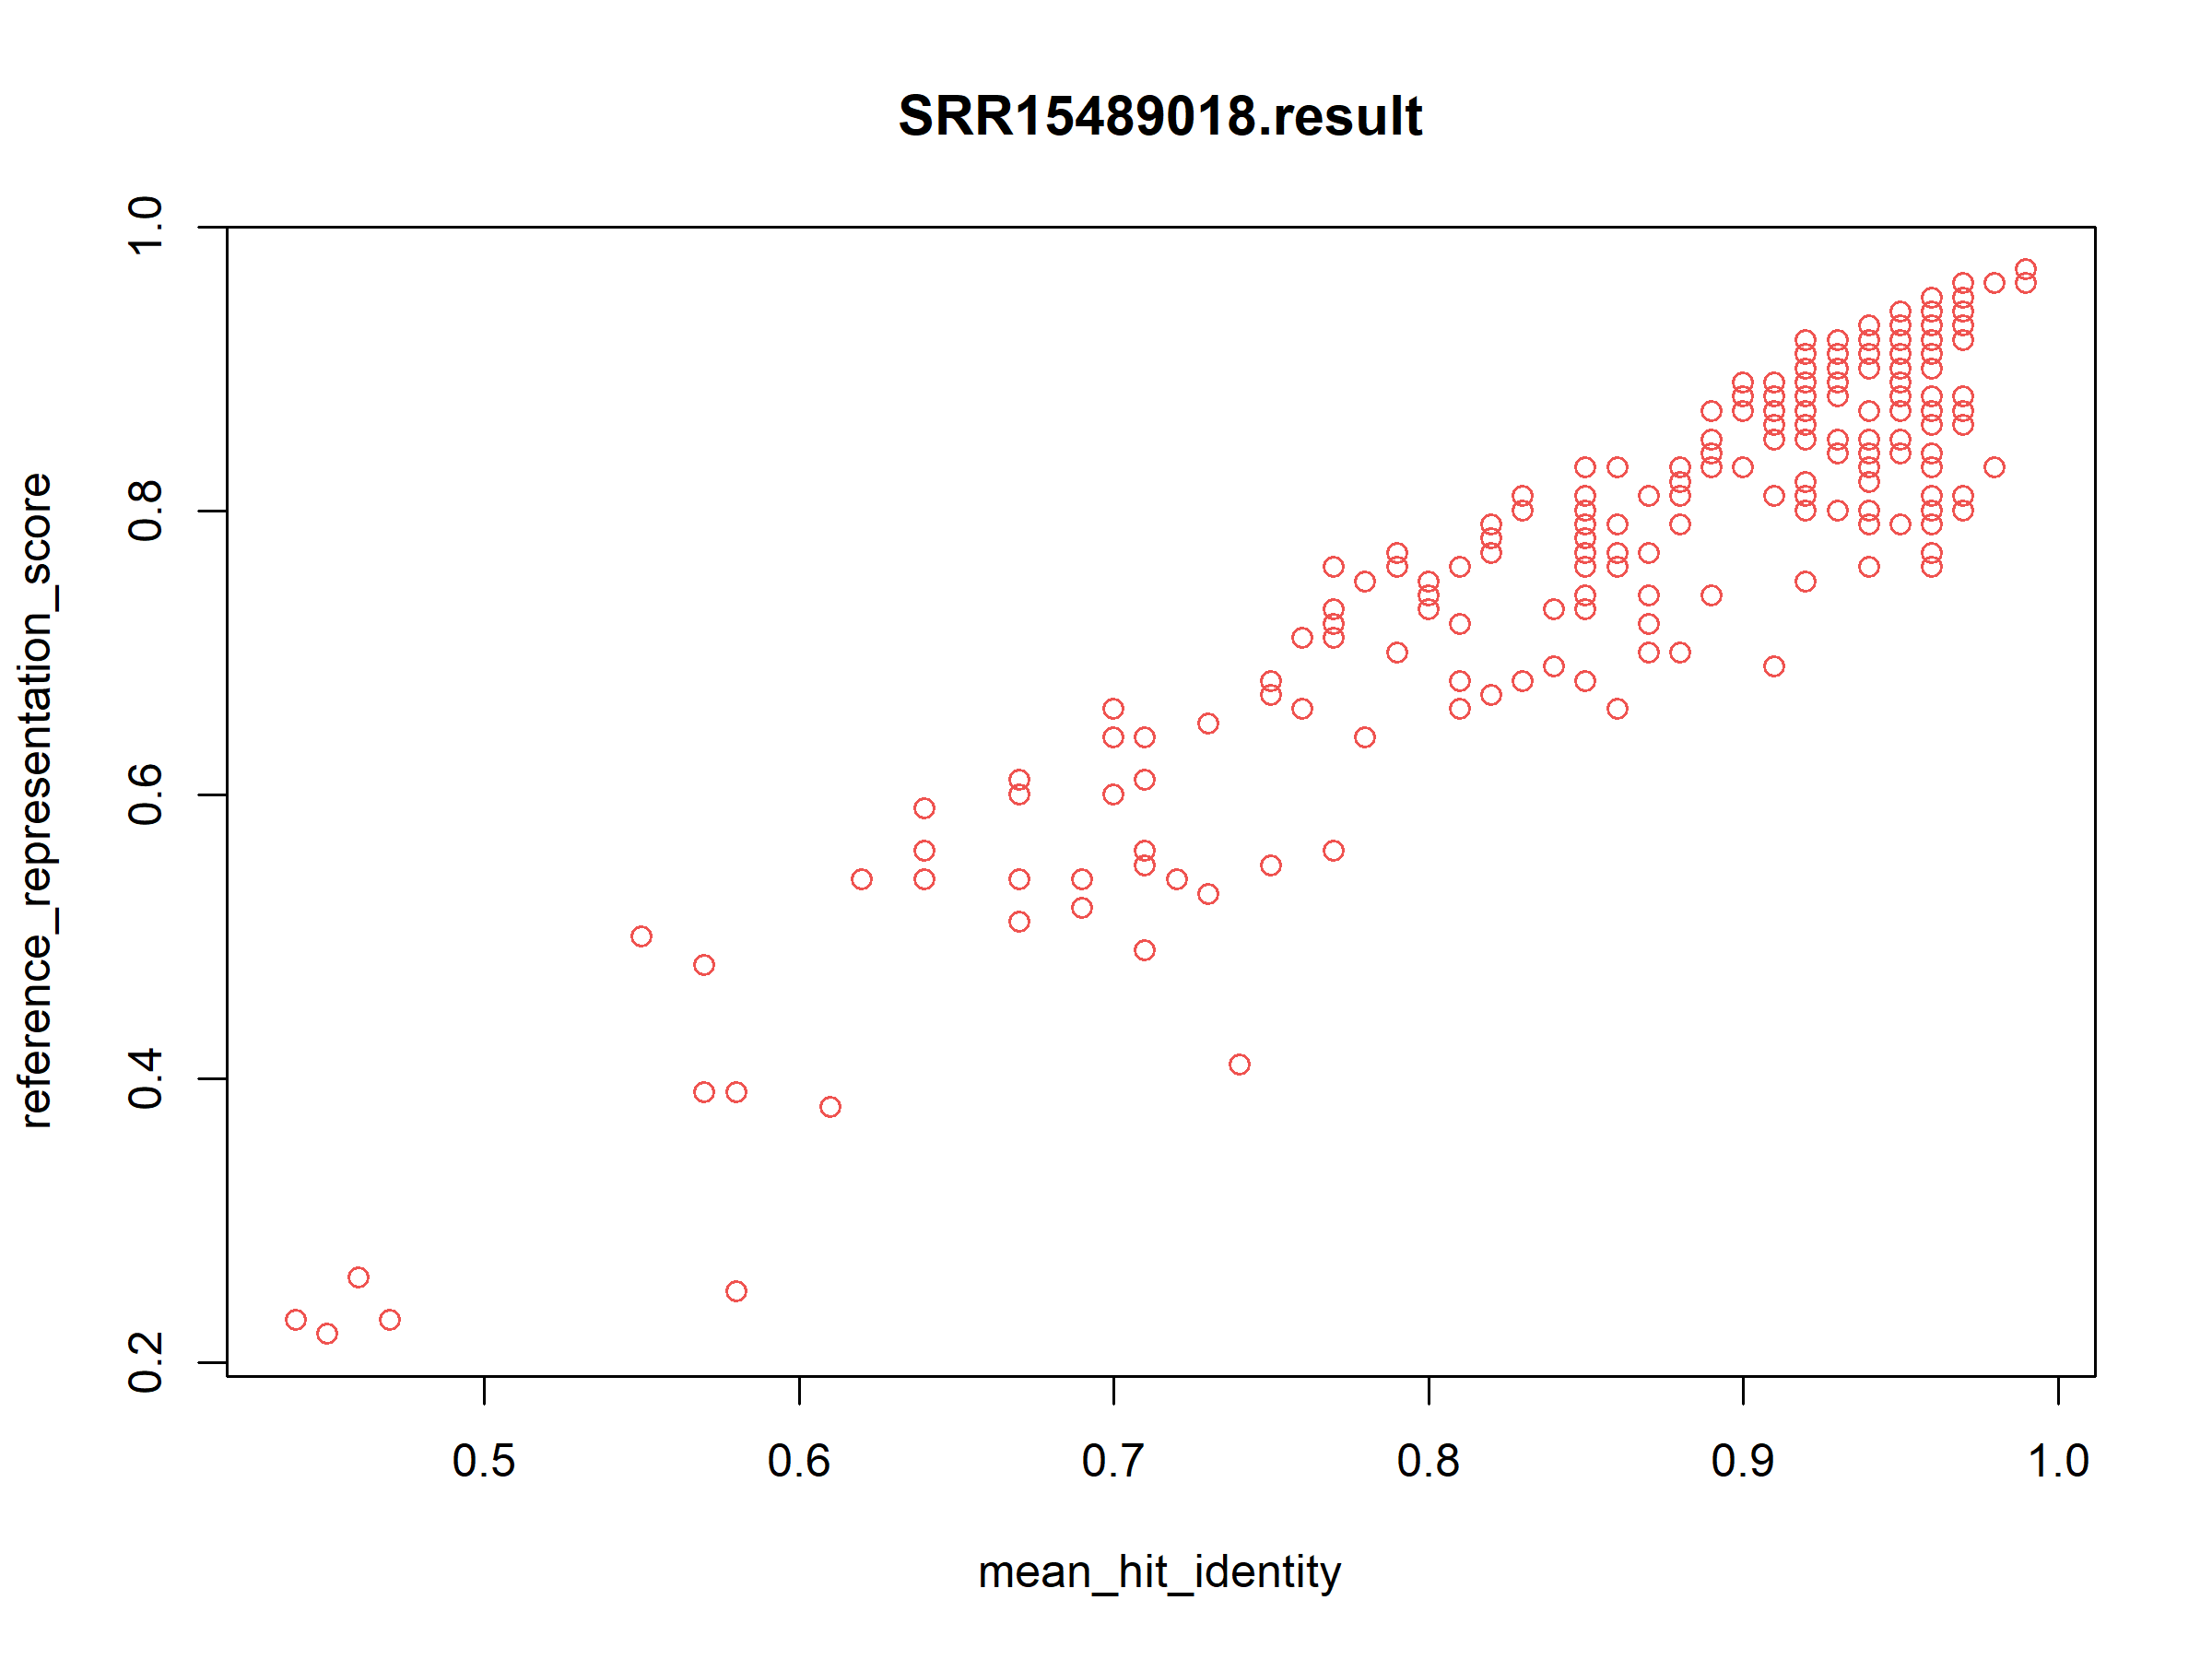 SRR15489018.result
reference_representation_score
1.0
0.8
0.6
0.4
0.2
0.5 0.6 0.7 0.8 0.9 1.0
mean_hit_identity